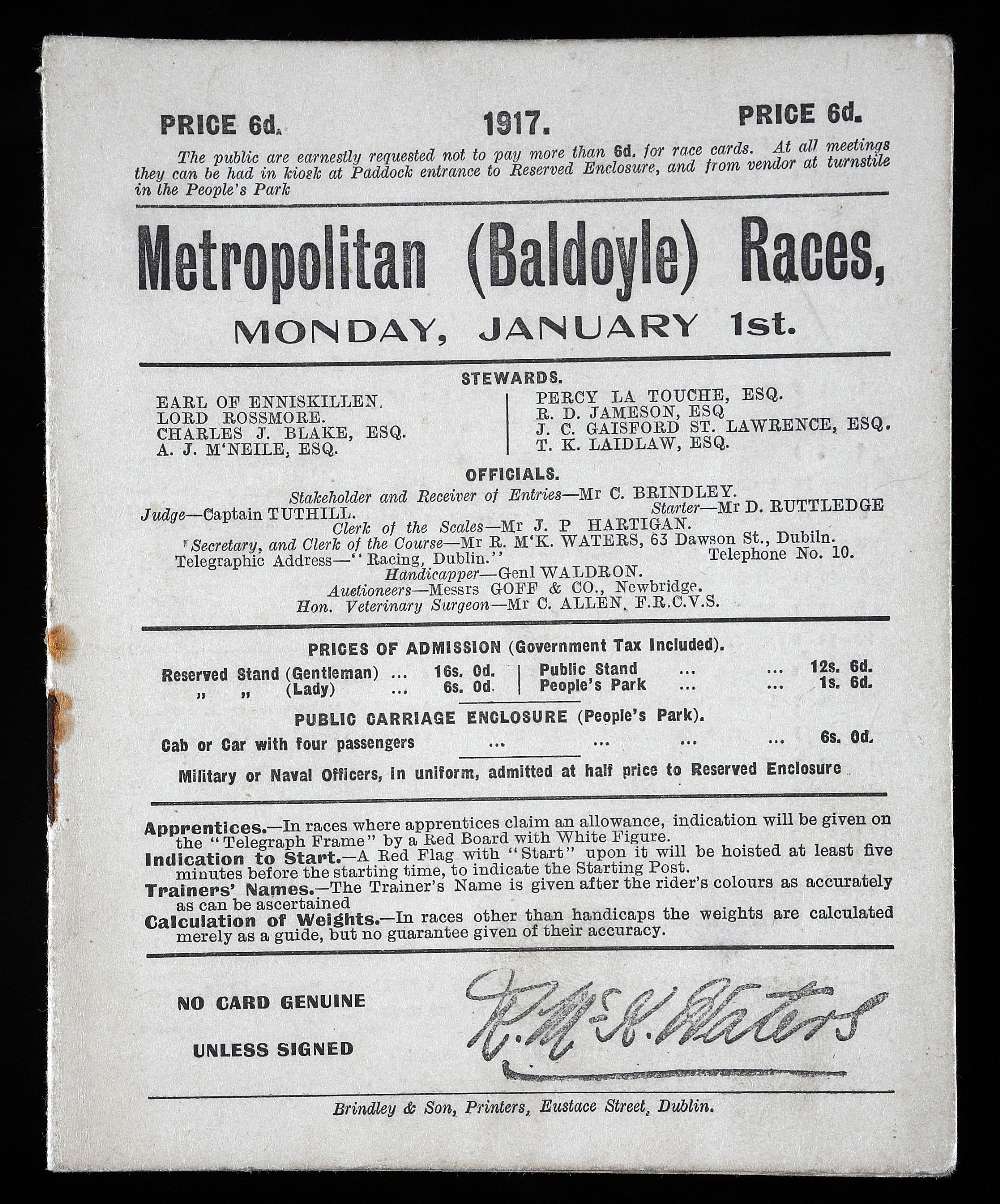 PRICE 6d. 1917. PRICE 6d.
The public are earnestly requested not to pay more than 6d. for race cards. At all meetings
they can be had in kiosk at Paddock entrance to Reserved Enclosure, and from vendor at turnstile
in the People's Park
Metropolitan (Baldoyle) Races,
MONDAY, JANUARY 1st.
STEWARDS.
EARL OF ENNISKILLEN.
LORD ROSSMORE.
CHARLES J. BLAKE, ESQ.
A. J. M'NEILE, ESQ.
PERCY LA TOUCHE, ESQ.
R. D. JAMESON, ESQ
J. C. GAISFORD ST. LAWRENCE, ESQ.
T. K. LAIDLAW, ESQ.
OFFICIALS.
Stakeholder and Receiver of Entries—Mr C. BRINDLEY.
Judge—Captain TUTHILL. Starter—Mr D. RUTTLEDGE
Clerk of the Scales—Mr J. P HARTIGAN.
Secretary, and Clerk of the Course—Mr R. M'K. WATERS, 63 Dawson St., Dubiln.
Telegraphic Address—"Racing, Dublin." Telephone No. 10.
Handicapper—Genl WALDRON.
Auctioneers—Messrs GOFF & CO., Newbridge.
Hon. Veterinary Surgeon—Mr C. ALLEN, F.R.C.V.S.
PRICES OF ADMISSION (Government Tax Included).
Reserved Stand (Gentleman) ... 16s. 0d. | Public Stand ... ... 12s. 6d.
„ „ (Lady) ... 6s. 0d. | People's Park ... ... 1s. 6d.
PUBLIC CARRIAGE ENCLOSURE (People's Park).
Cab or Car with four passengers ... ... ... ... 6s. 0d.
Military or Naval Officers, in uniform, admitted at half price to Reserved Enclosure
Apprentices.—In races where apprentices claim an allowance, indication will be given on
the "Telegraph Frame" by a Red Board with White Figure.
Indication to Start.—A Red Flag with "Start" upon it will be hoisted at least five
minutes before the starting time, to indicate the Starting Post.
Trainers' Names.—The Trainer's Name is given after the rider's colours as accurately
as can be ascertained
Calculation of Weights.—In races other than handicaps the weights are calculated
merely as a guide, but no guarantee given of their accuracy.
NO CARD GENUINE
UNLESS SIGNED
R. McK. Waters
Brindley & Son, Printers, Eustace Street, Dublin.